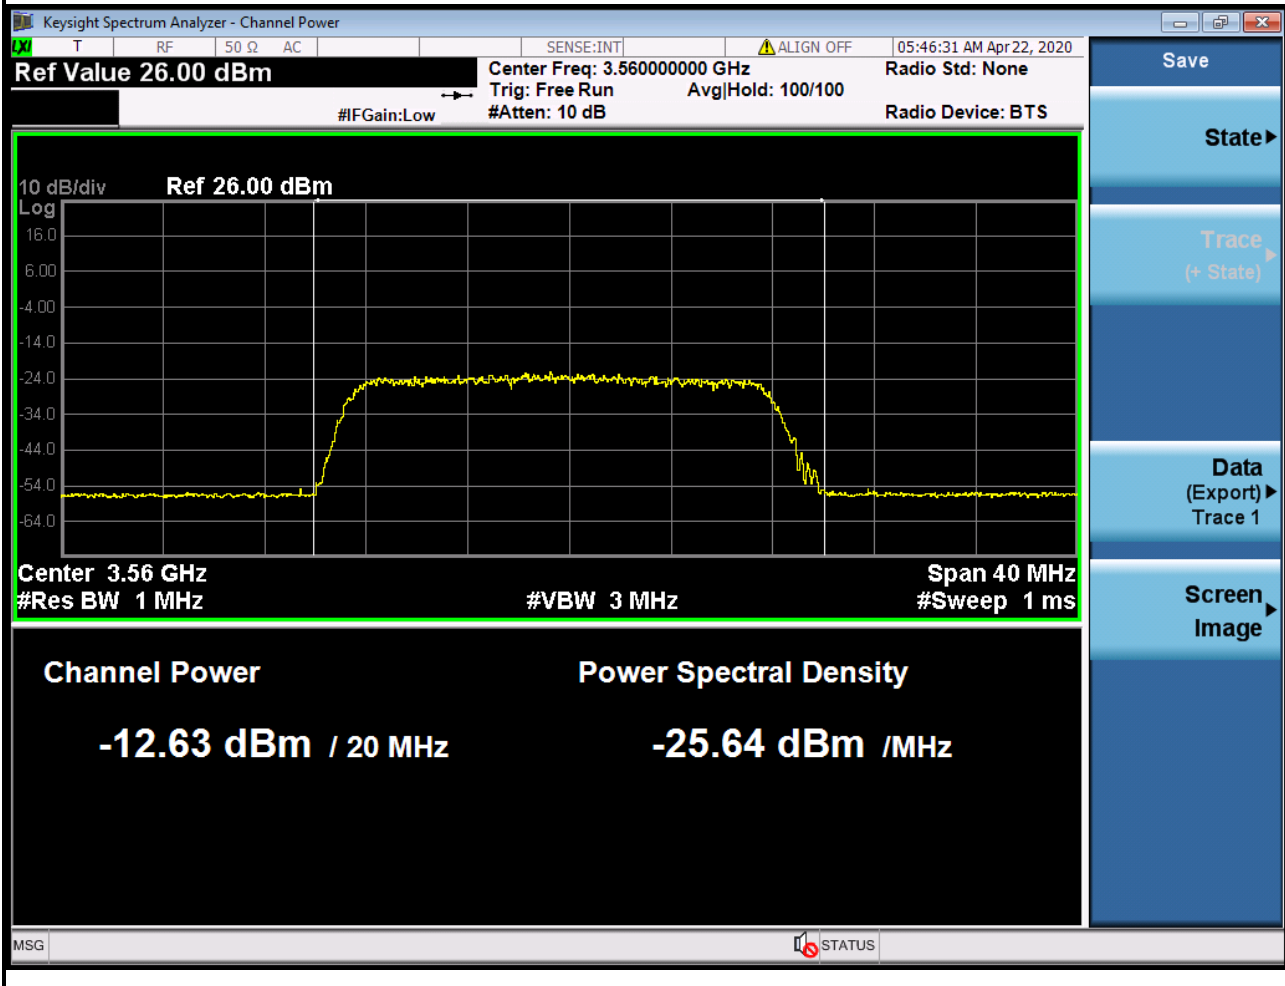 Keysight Spectrum Analyzer - Channel Power
LXI T RF 50 Ω AC SENSE:INT ALIGN OFF 05:46:31 AM Apr 22, 2020
Ref Value 26.00 dBm
Center Freq: 3.560000000 GHz
Radio Std: None
Trig: Free Run Avg|Hold: 100/100
#IFGain:Low
#Atten: 10 dB
Radio Device: BTS
10 dB/div Ref 26.00 dBm
Log
16.0
6.00
-4.00
-14.0
-24.0
-34.0
-44.0
-54.0
-64.0
Center 3.56 GHz Span 40 MHz
#Res BW 1 MHz #VBW 3 MHz #Sweep 1 ms
Channel Power Power Spectral Density
-12.63 dBm / 20 MHz -25.64 dBm /MHz
MSG STATUS
Save
State
Trace
(+ State)
Data
(Export)
Trace 1
Screen
Image